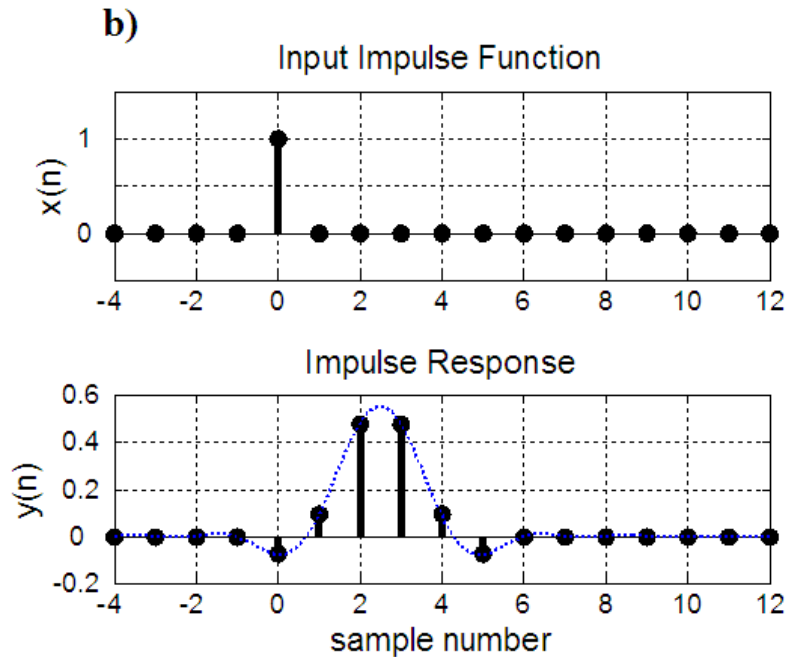 b)
Input Impulse Function
x(n)
1
0
-4 -2 0 2 4 6 8 10 12
Impulse Response
y(n)
0.6
0.4
0.2
0
-0.2
-4 -2 0 2 4 6 8 10 12
sample number